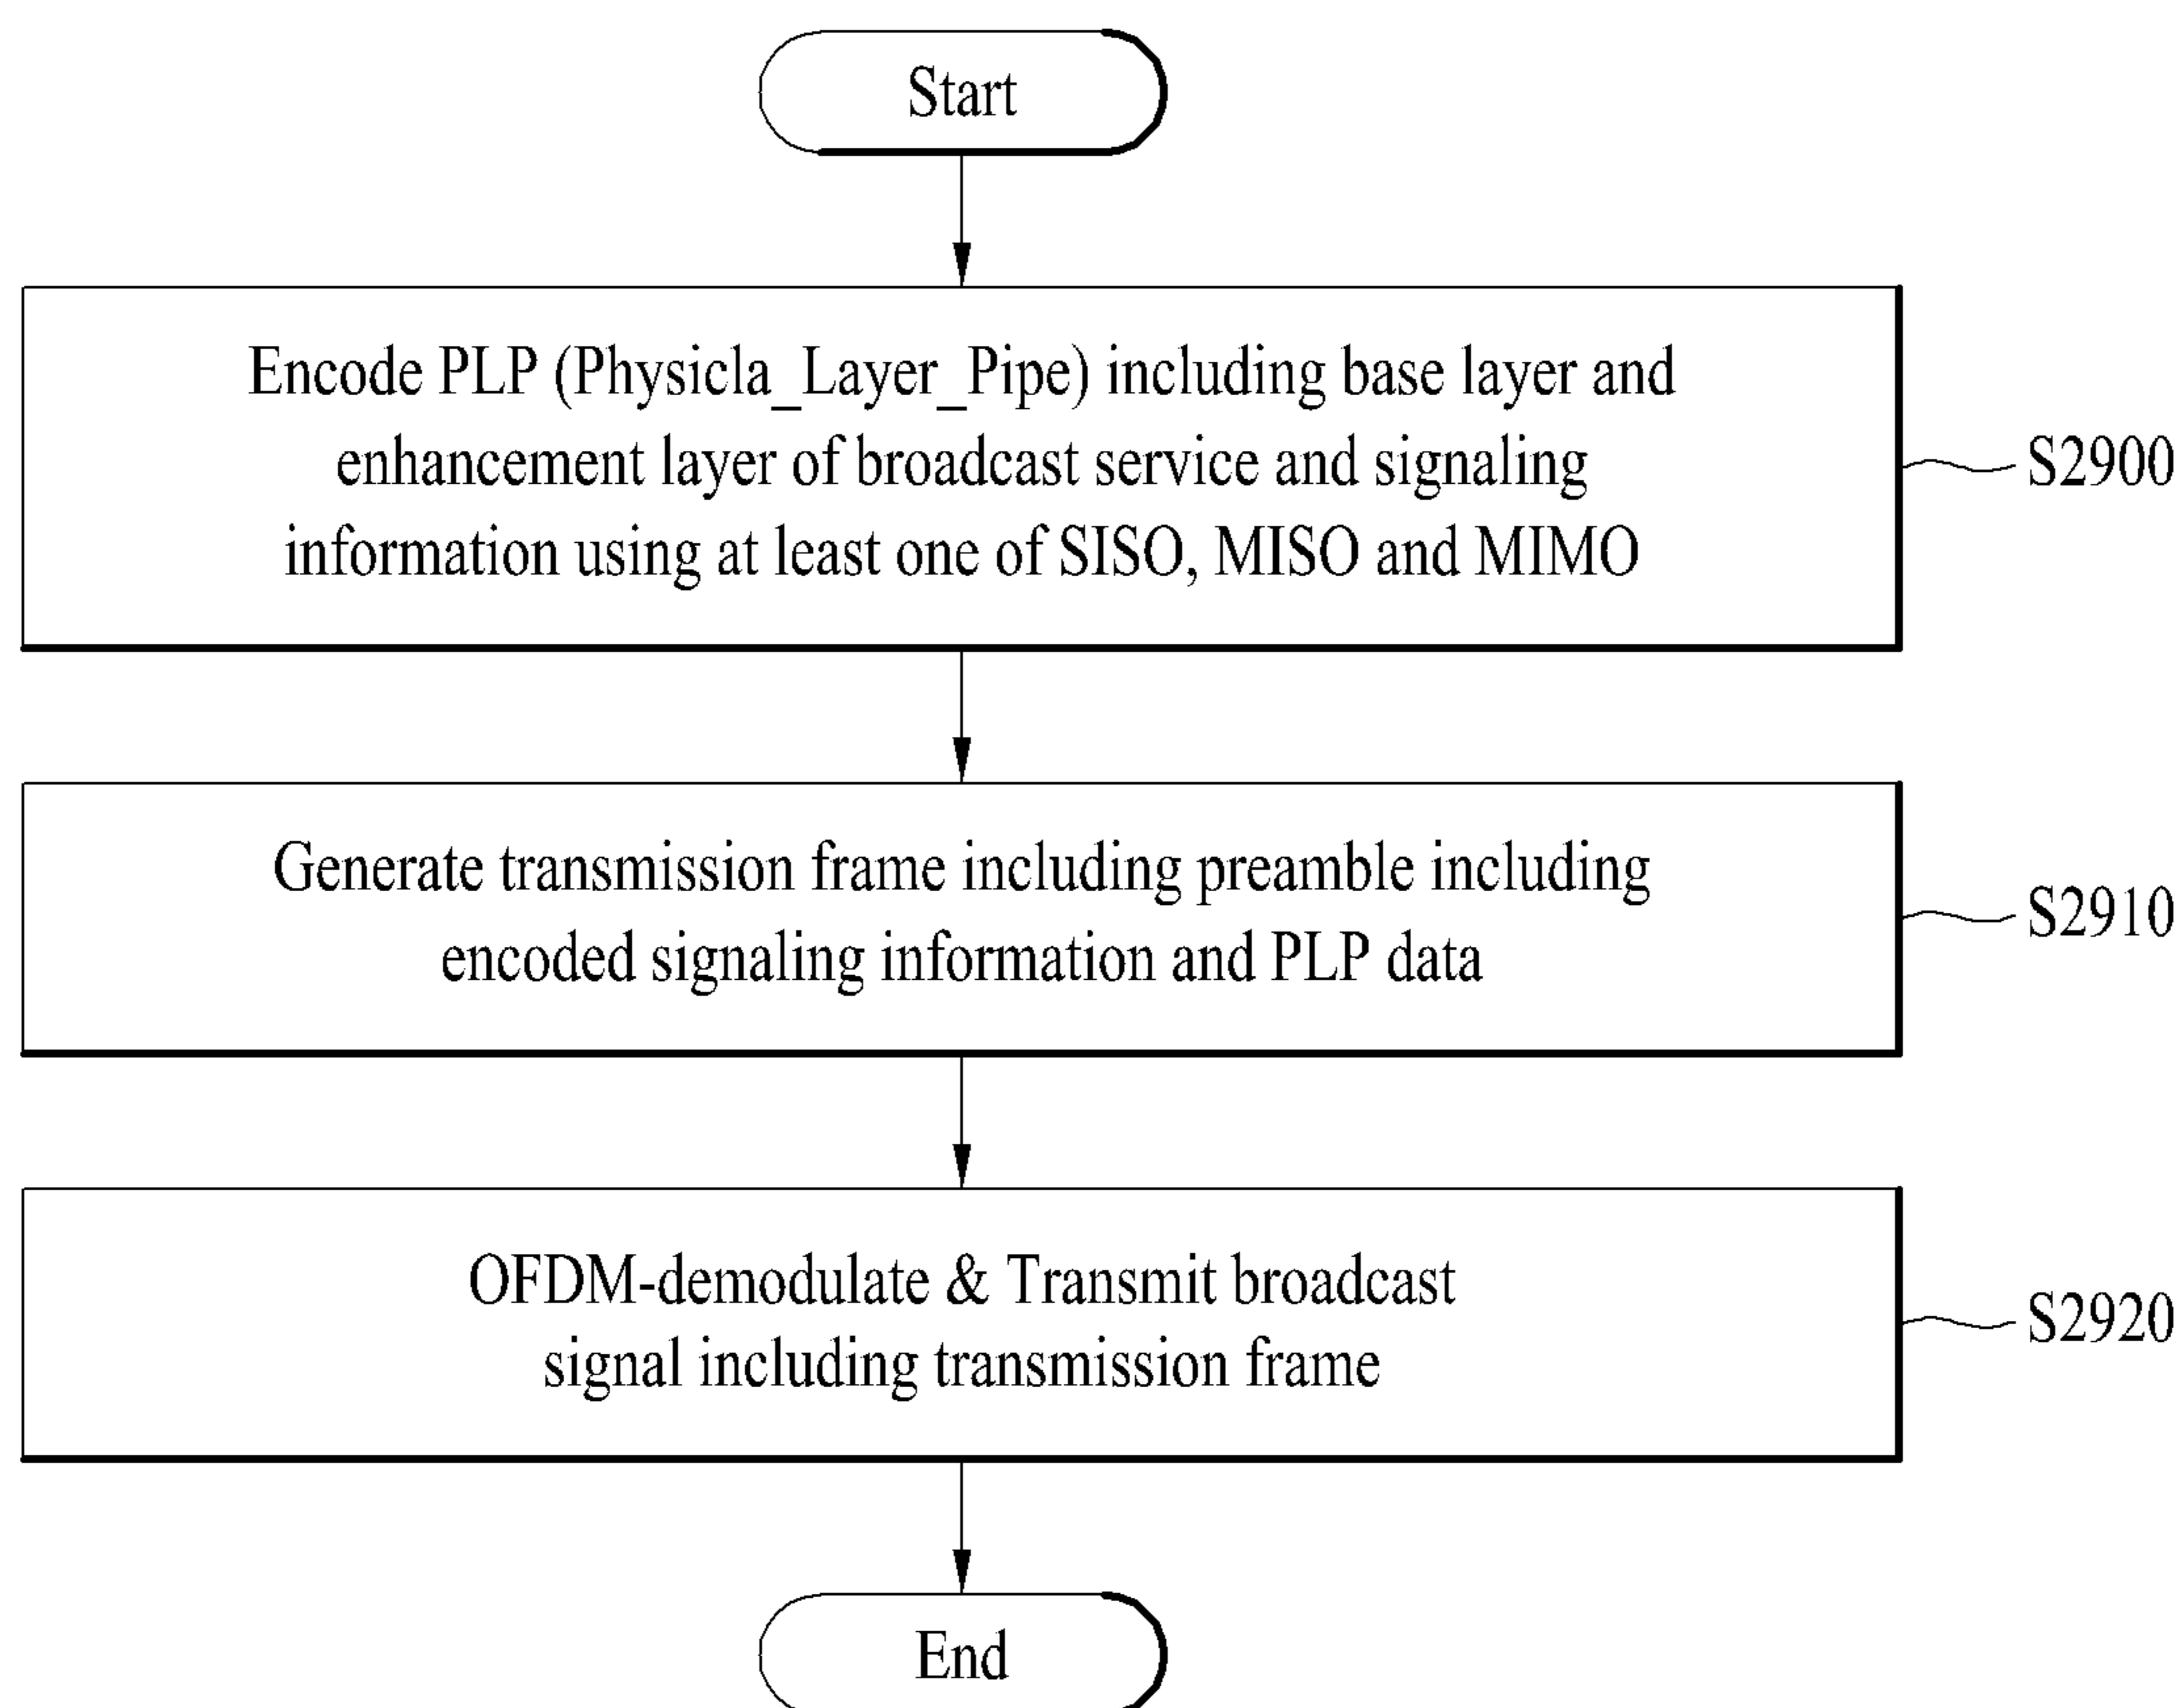 Start
Encode PLP (Physicla_Layer_Pipe) including base layer and
enhancement layer of broadcast service and signaling
information using at least one of SISO, MISO and MIMO
S2900
Generate transmission frame including preamble including
encoded signaling information and PLP data
S2910
OFDM-demodulate & Transmit broadcast
signal including transmission frame
S2920
End